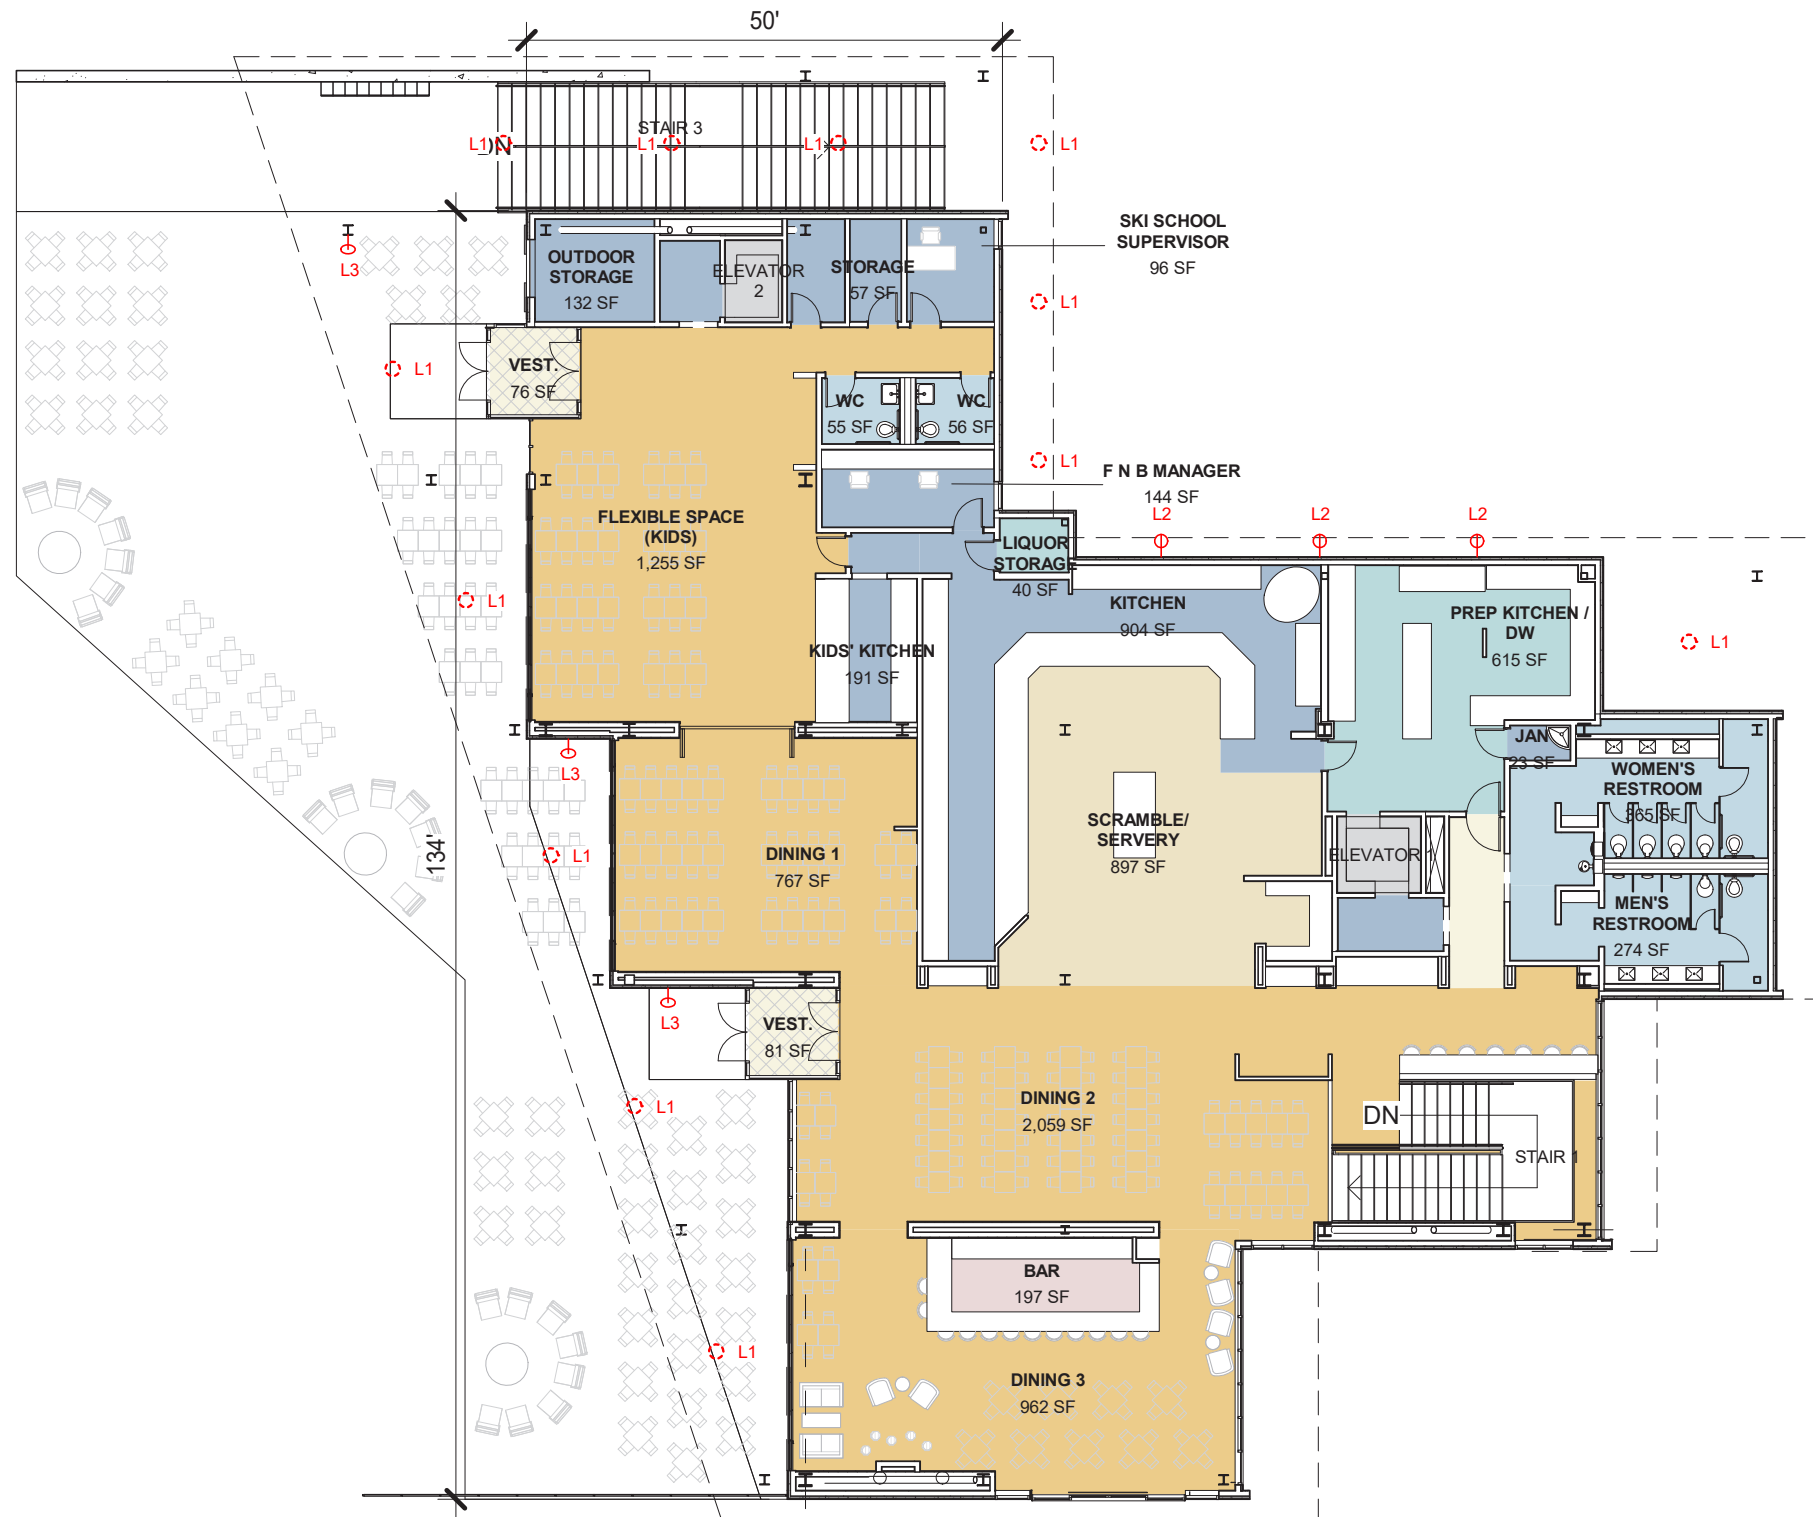 50'
STAIR 3
L1
DN
L1
L1
L1
SKI SCHOOL
SUPERVISOR
96 SF
L3
OUTDOOR
STORAGE
132 SF
ELEVATOR
2
STORAGE
57 SF
L1
L1
VEST.
76 SF
WC
55 SF
WC
56 SF
L1
F N B MANAGER
144 SF
FLEXIBLE SPACE
(KIDS)
1,255 SF
L2
L2
L2
LIQUOR
STORAGE
40 SF
L1
KITCHEN
904 SF
PREP KITCHEN /
DW
615 SF
L1
KIDS' KITCHEN
191 SF
JAN
23 SF
L3
WOMEN'S
RESTROOM
365 SF
SCRAMBLE/
SERVERY
897 SF
134'
L1
DINING 1
767 SF
ELEVATOR 1
MEN'S
RESTROOM
274 SF
L3
VEST.
81 SF
L1
DINING 2
2,059 SF
DN
STAIR 1
BAR
197 SF
L1
DINING 3
962 SF